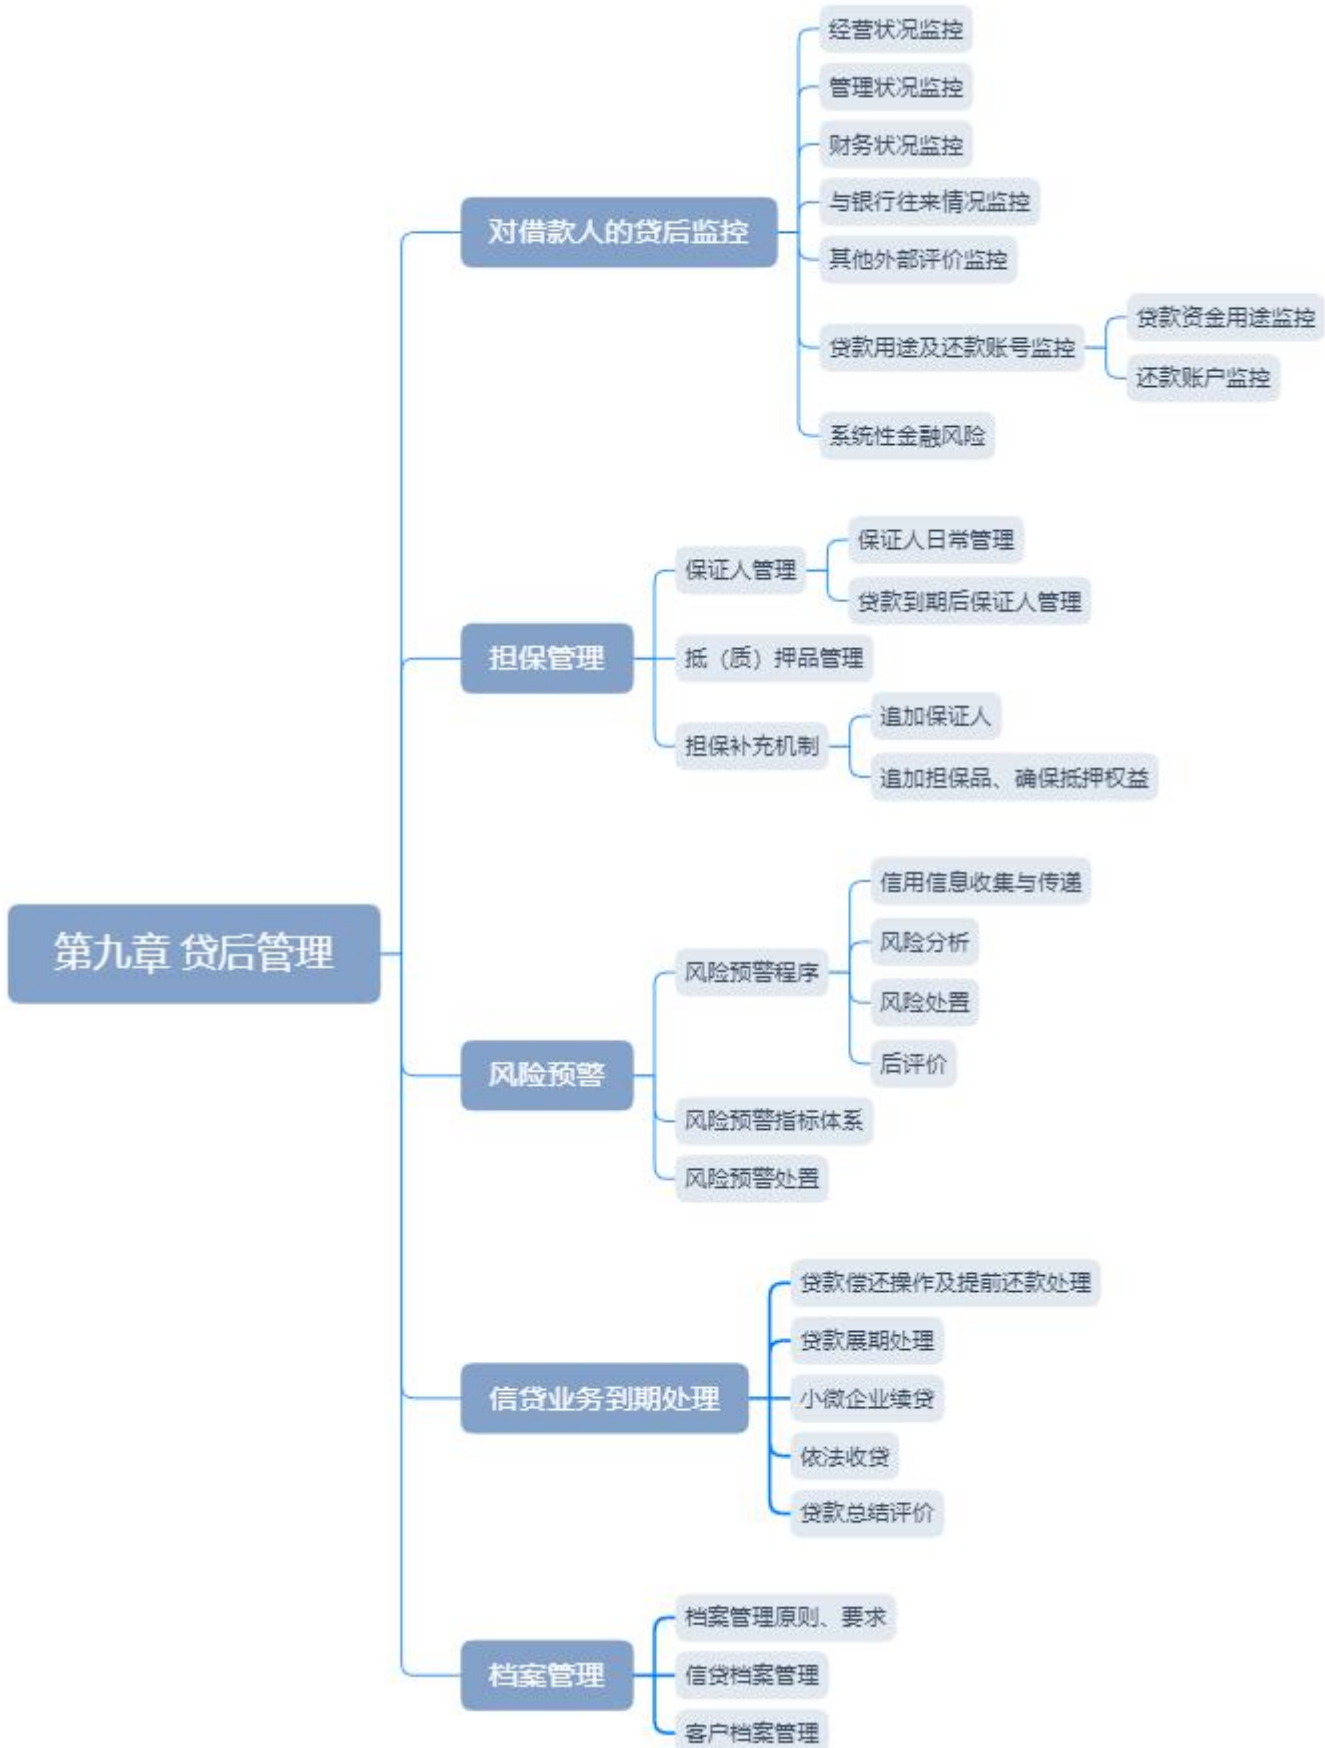 经营状况监控
管理状况监控
财务状况监控
与银行往来情况监控
对借款人的贷后监控
其他外部评价监控
贷款资金用途监控
贷款用途及还款账号监控
还款账户监控
系统性金融风险
保证人日常管理
保证人管理
贷款到期后保证人管理
担保管理
抵（质）押品管理
追加保证人
担保补充机制
追加担保品、确保抵押权益
信用信息收集与传递
第九章 贷后管理
风险分析
风险预警程序
风险处置
后评价
风险预警
风险预警指标体系
风险预警处置
贷款偿还操作及提前还款处理
贷款展期处理
信贷业务到期处理
小微企业续贷
依法收贷
贷款总结评价
档案管理原则、要求
档案管理
信贷档案管理
客户档案管理